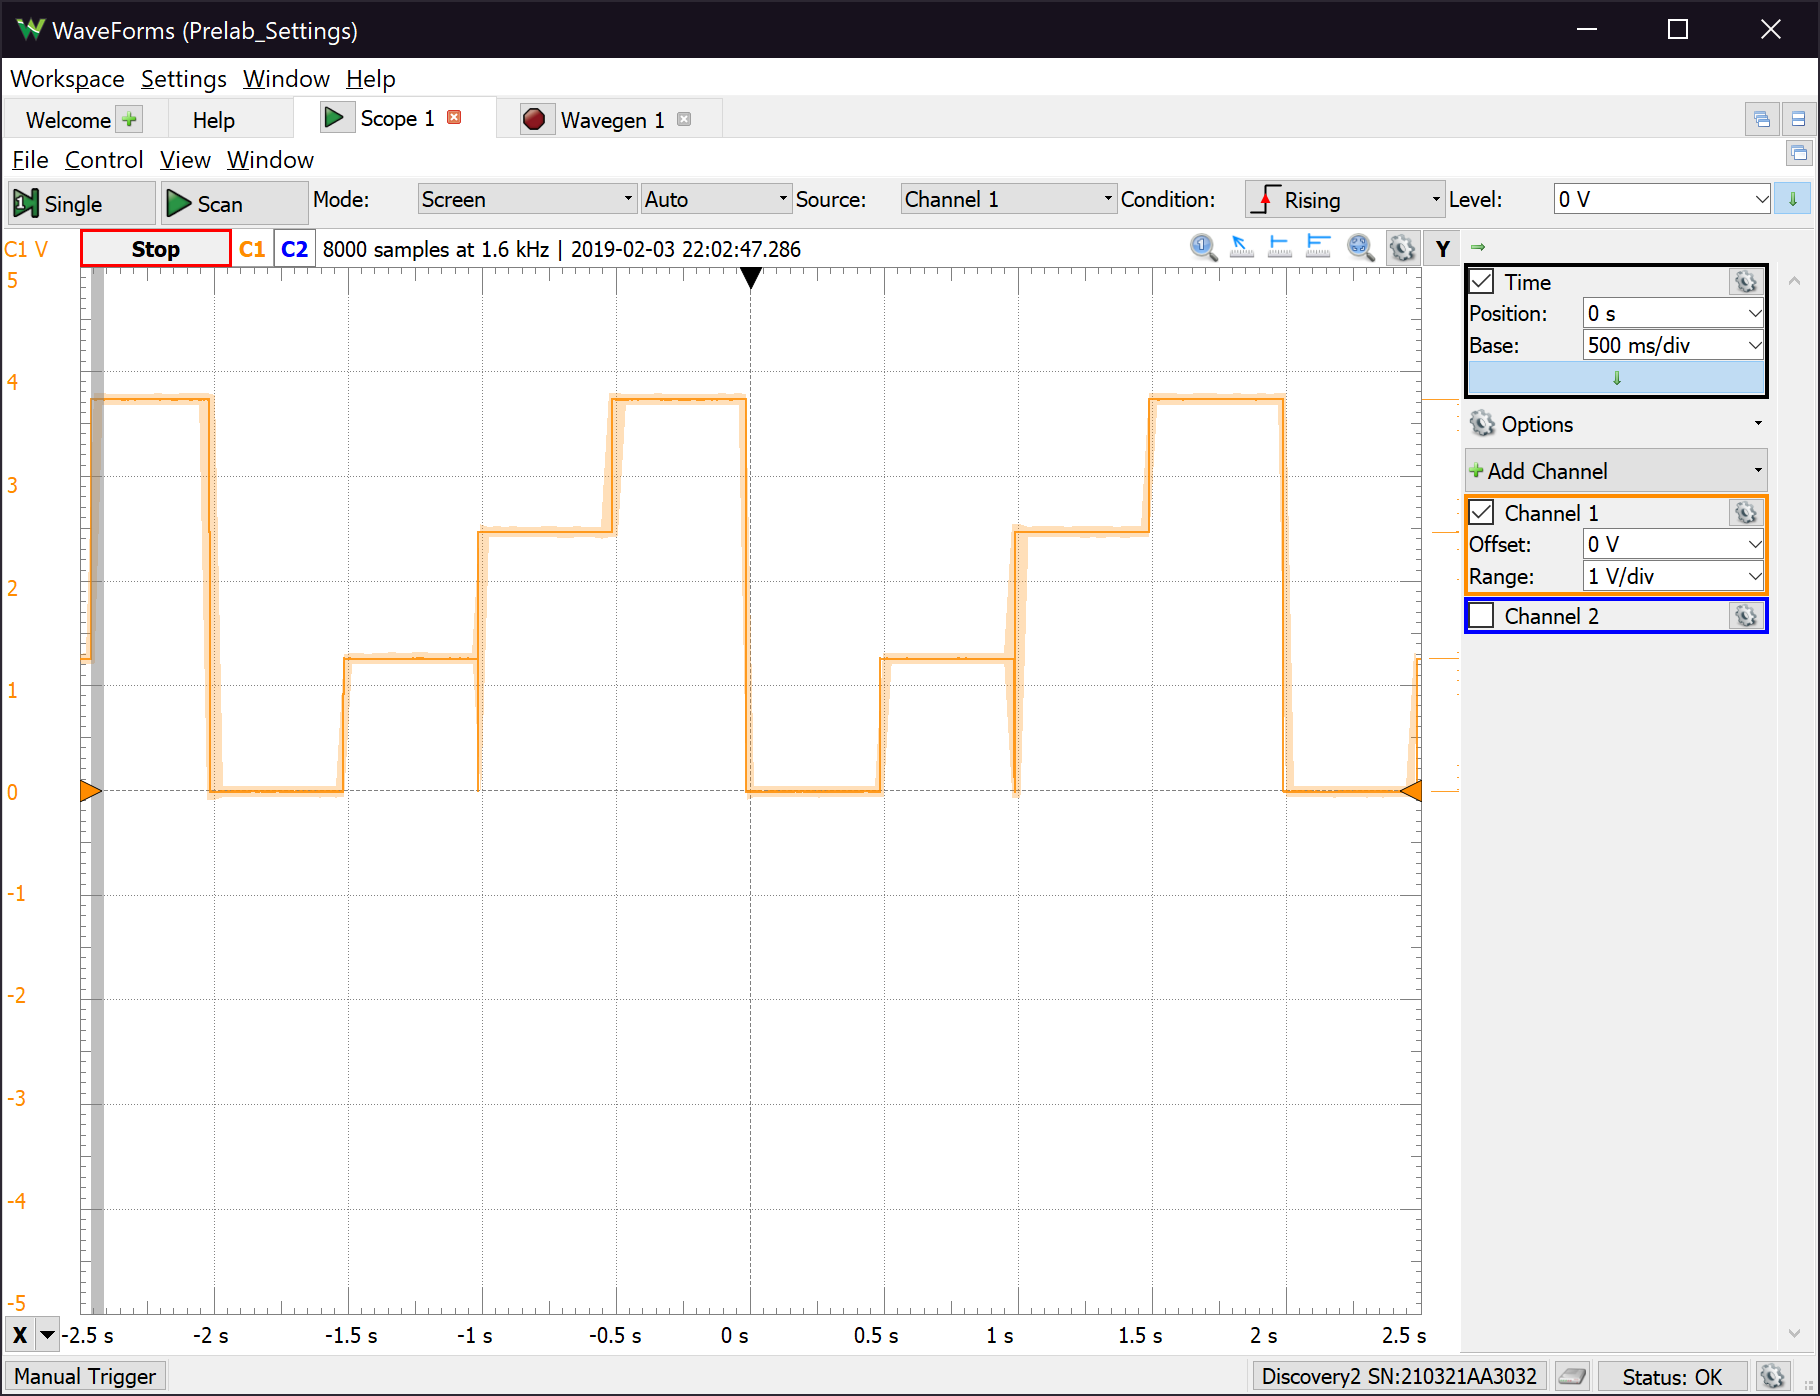 WaveForms (Prelab_Settings)
Workspace Settings Window Help
Welcome Help Scope 1 Wavegen 1
File Control View Window
Single Scan Mode: Screen Auto Source: Channel 1 Condition: Rising Level: 0 V
C1 V Stop C1 C2 8000 samples at 1.6 kHz | 2019-02-03 22:02:47.286 Y
Time
Position: 0 s
Base: 500 ms/div
Options
Add Channel
Channel 1
Offset: 0 V
Range: 1 V/div
Channel 2
5
4
3
2
1
0
-1
-2
-3
-4
-5
X -2.5 s -2 s -1.5 s -1 s -0.5 s 0 s 0.5 s 1 s 1.5 s 2 s 2.5 s
Manual Trigger Discovery2 SN:210321AA3032 Status: OK